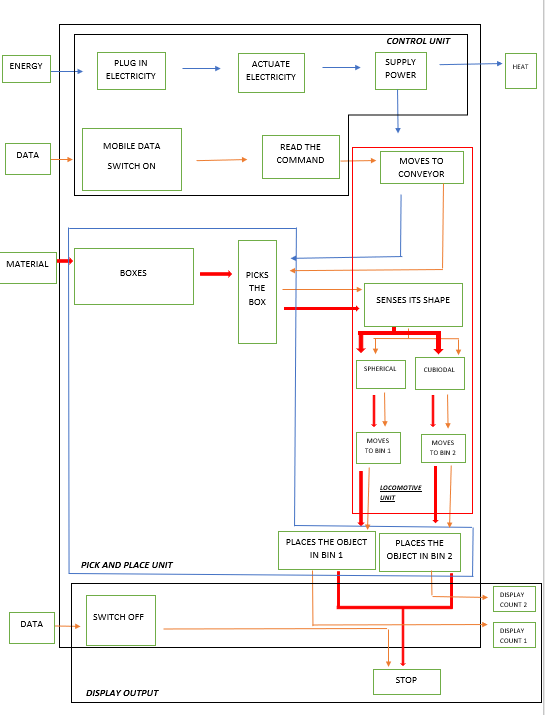 CONTROL UNIT
ENERGY
PLUG IN
ELECTRICITY
ACTUATE
ELECTRICITY
SUPPLY
POWER
HEAT
DATA
MOBILE DATA
SWITCH ON
READ THE
COMMAND
MOVES TO
CONVEYOR
MATERIAL
BOXES
PICKS
THE
BOX
SENSES ITS SHAPE
SPHERICAL
CUBIODAL
MOVES
TO BIN 1
MOVES
TO BIN 2
LOCOMOTIVE
UNIT
PLACES THE OBJECT
IN BIN 1
PLACES THE
OBJECT IN BIN 2
PICK AND PLACE UNIT
DISPLAY
COUNT 2
DATA
SWITCH OFF
DISPLAY
COUNT 1
STOP
DISPLAY OUTPUT